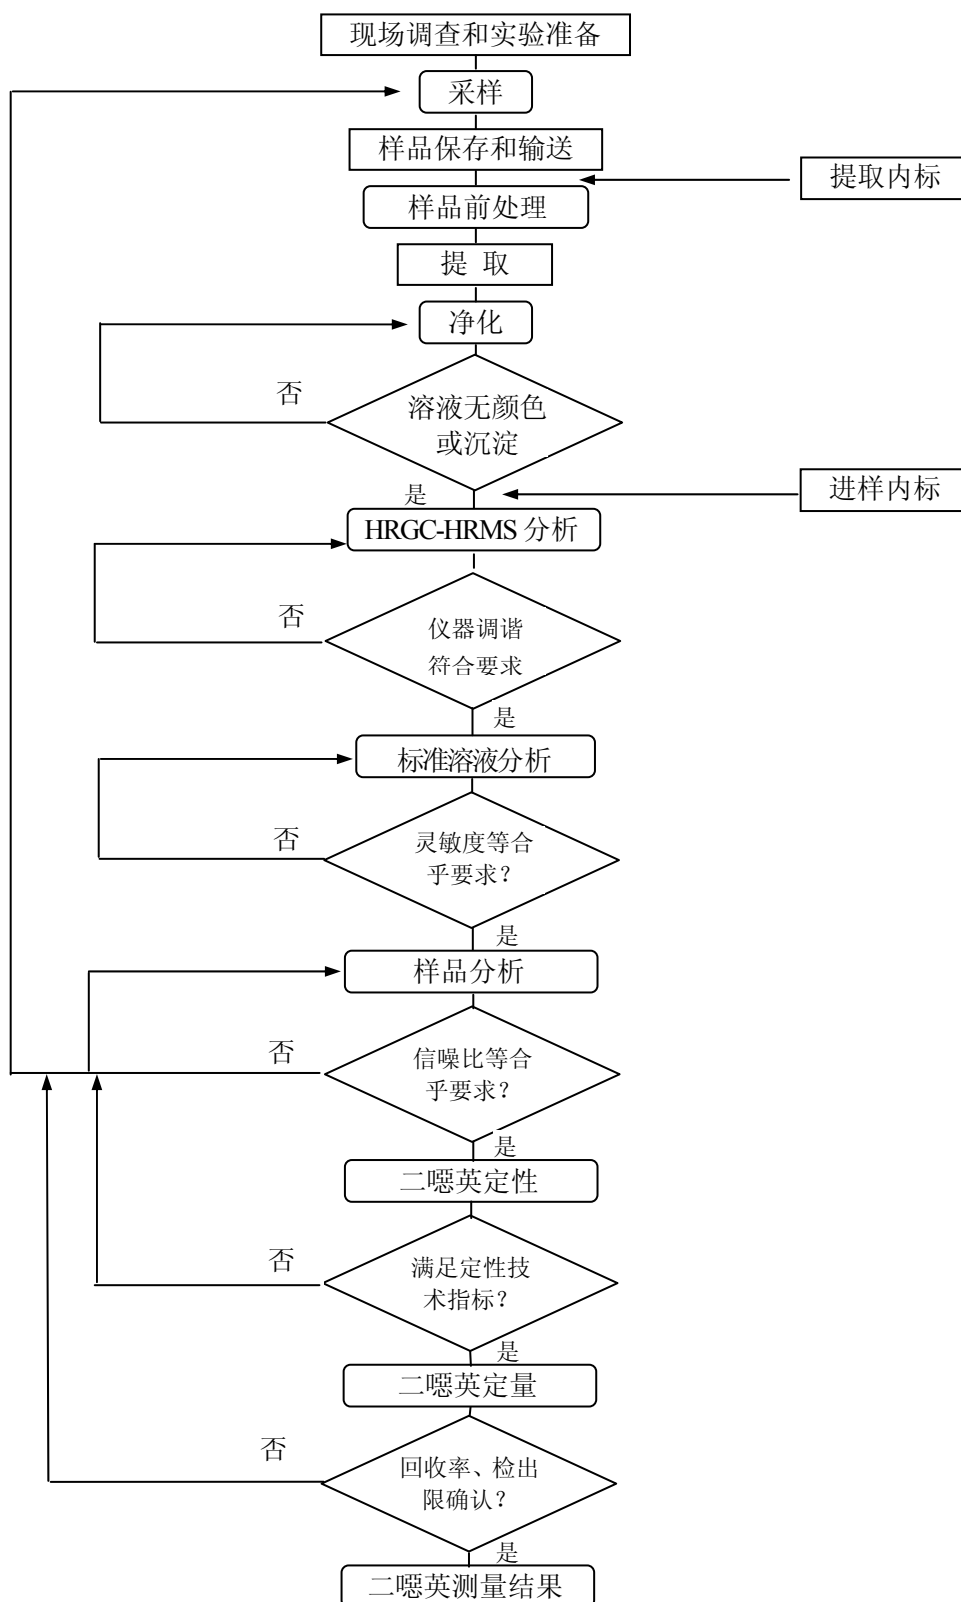 现场调查和实验准备
采样
样品保存和输送
提取内标
样品前处理
提 取
净化
否
溶液无颜色
或沉淀
是
进样内标
HRGC-HRMS 分析
否
仪器调谐
符合要求
是
标准溶液分析
否
灵敏度等合
乎要求？
是
样品分析
否
信噪比等合
乎要求？
是
二噁英定性
否
满足定性技
术指标？
是
二噁英定量
否
回收率、检出
限确认？
是
二噁英测量结果